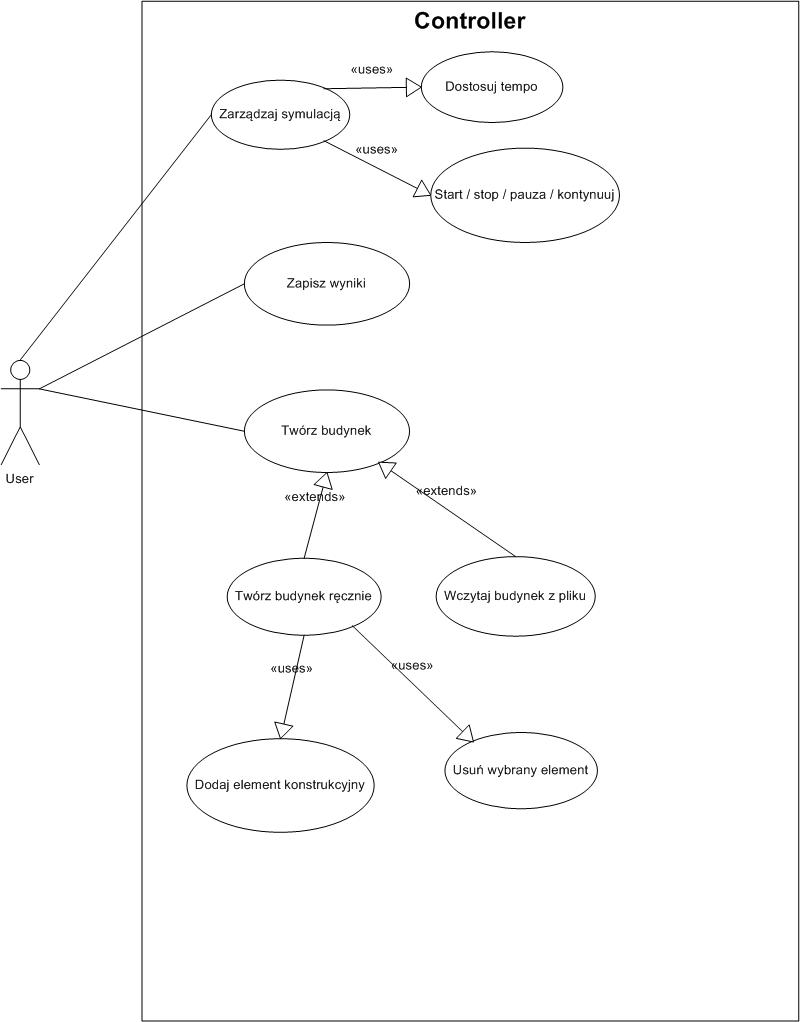 Controller
«uses»
Dostosuj tempo
Zarządzaj symulacją
«uses»
Start / stop / pauza / kontynuuj
Zapisz wyniki
Twórz budynek
User
«extends»
«extends»
Twórz budynek ręcznie
Wczytaj budynek z pliku
«uses»
«uses»
Dodaj element konstrukcyjny
Usuń wybrany element